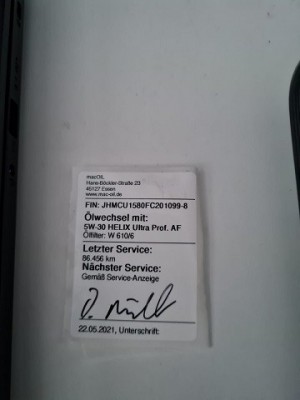 macOIL
Hans-Böckler-Straße 23
45127 Essen
www.mac-oil.de
FIN: JHMCU1580FC201099-8
Ölwechsel mit:
5W-30 HELIX Ultra Prof. AF
Ölfilter: W 610/6
Letzter Service:
86.456 km
Nächster Service:
Gemäß Service-Anzeige
22.05.2021, Unterschrift: